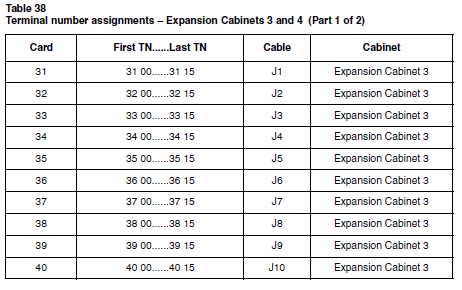 Table 38
Terminal number assignments – Expansion Cabinets 3 and 4 (Part 1 of 2)
Card First TN......Last TN Cable Cabinet
31 31 00......31 15 J1 Expansion Cabinet 3
32 32 00......32 15 J2 Expansion Cabinet 3
33 33 00......33 15 J3 Expansion Cabinet 3
34 34 00......34 15 J4 Expansion Cabinet 3
35 35 00......35 15 J5 Expansion Cabinet 3
36 36 00......36 15 J6 Expansion Cabinet 3
37 37 00......37 15 J7 Expansion Cabinet 3
38 38 00......38 15 J8 Expansion Cabinet 3
39 39 00......39 15 J9 Expansion Cabinet 3
40 40 00......40 15 J10 Expansion Cabinet 3